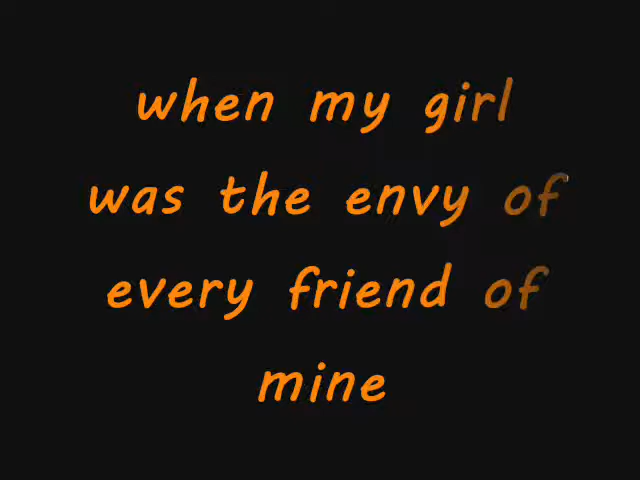 when my girl
was the envy of
every friend of
mine